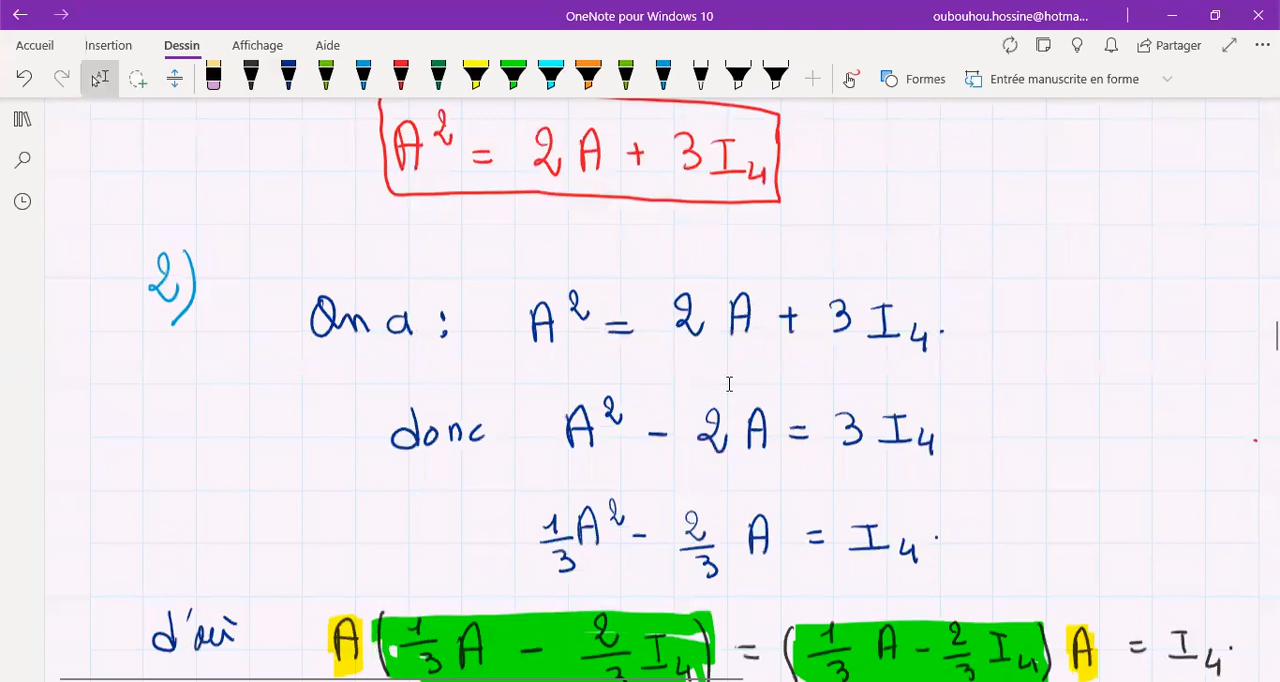 OneNote pour Windows 10
oubouhou.hossine@hotma...
Accueil Insertion Dessin Affichage Aide Partager
Formes Entrée manuscrite en forme
A² = 2A + 3I₄
2)
On a : A² = 2A + 3I₄.
donc A² - 2A = 3I₄
1/3 A² - 2/3 A = I₄.
d'où A(1/3 A - 2/3 I₄) = (1/3 A - 2/3 I₄) A = I₄.